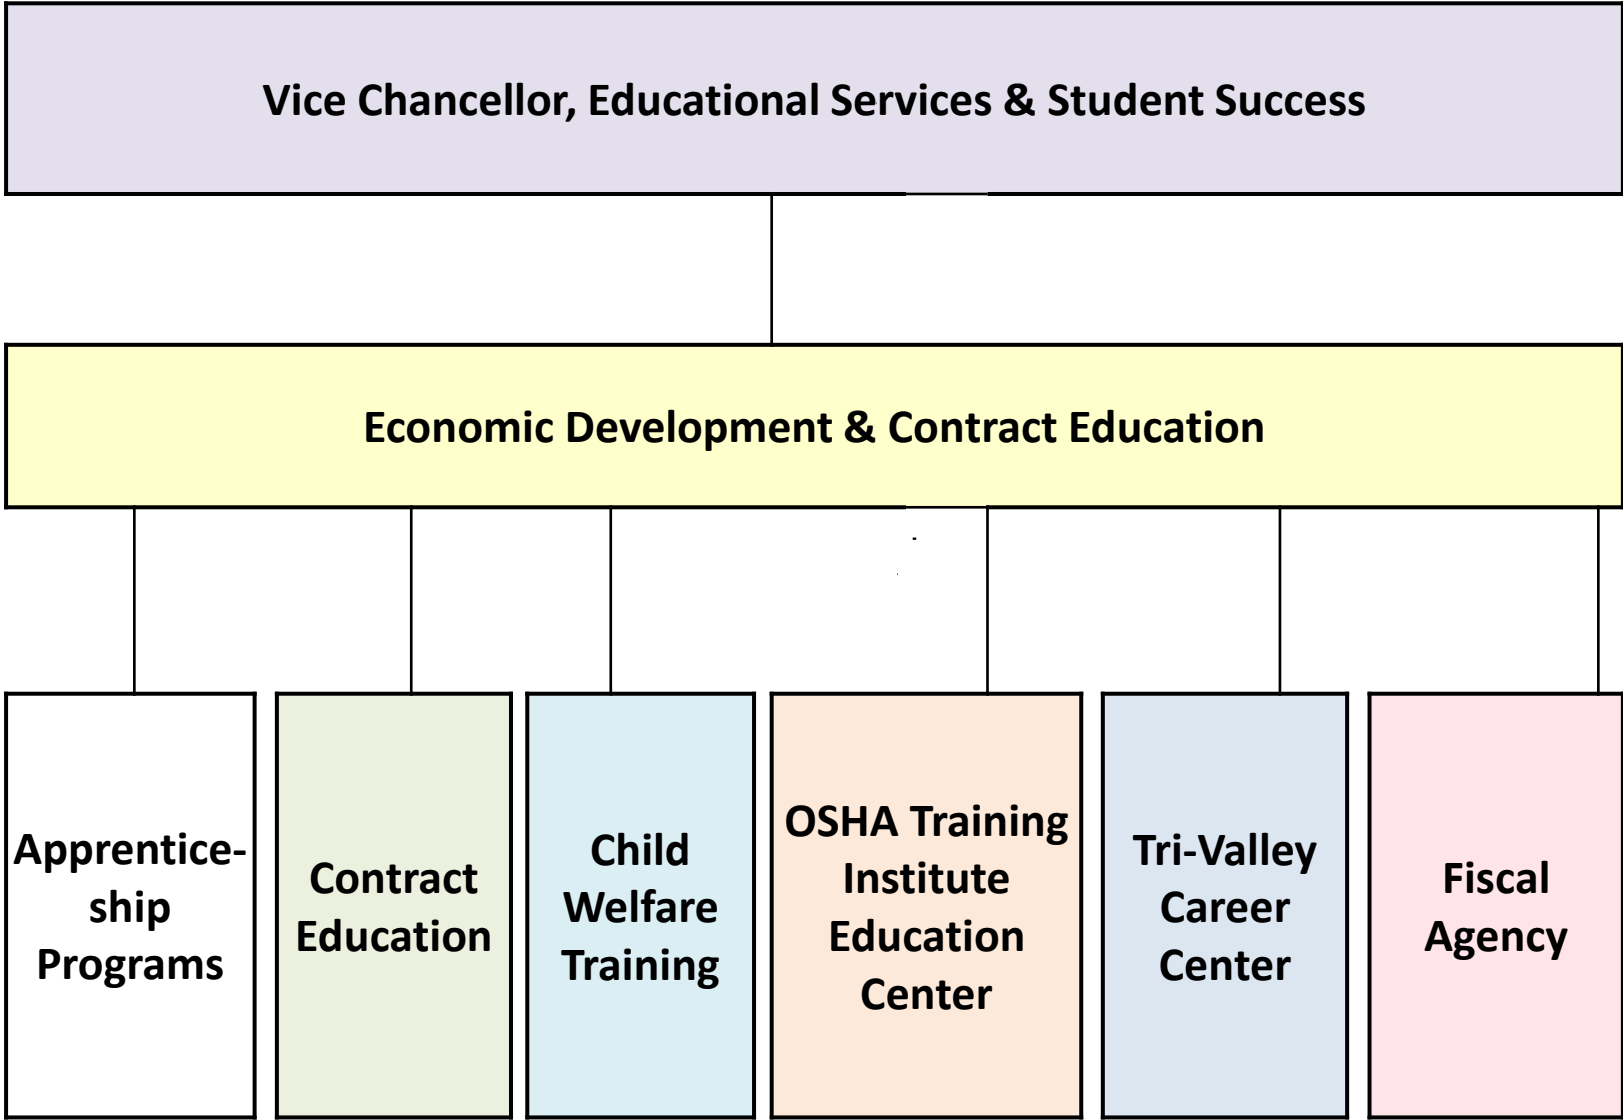 Vice Chancellor, Educational Services & Student Success
Economic Development & Contract Education
Apprentice-
ship
Programs
Contract
Education
Child
Welfare
Training
OSHA Training
Institute
Education
Center
Tri-Valley
Career
Center
Fiscal
Agency